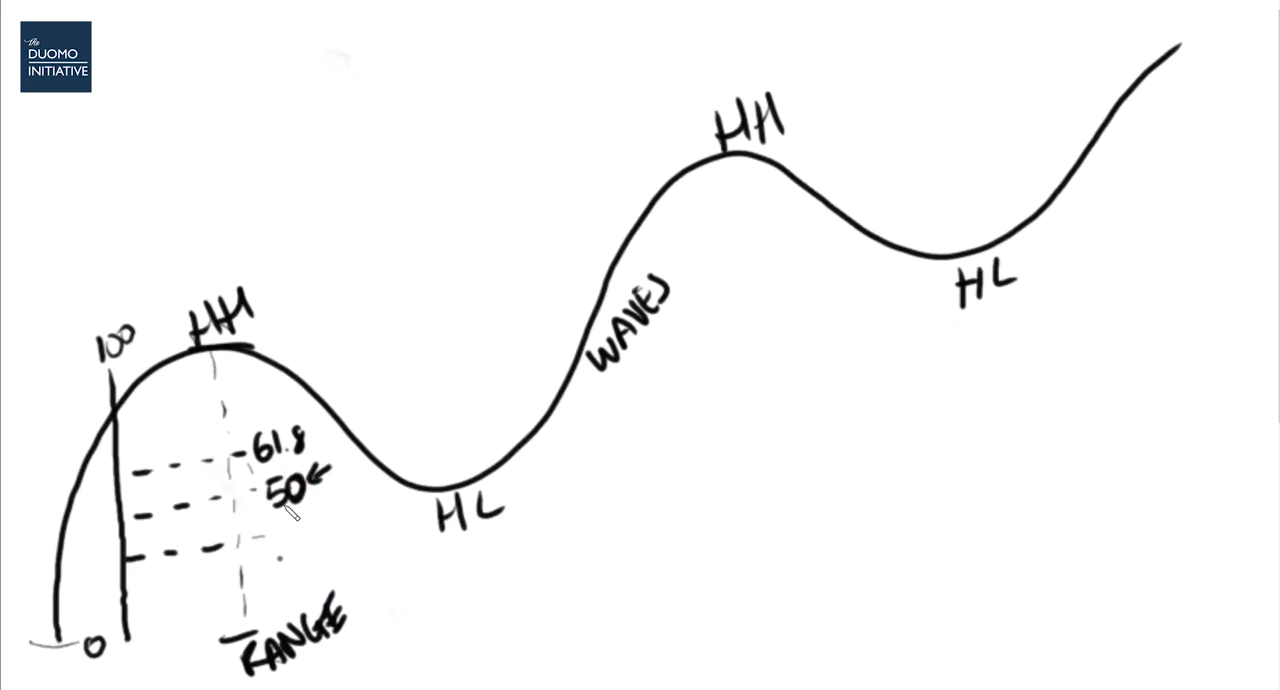 the
DUOMO
INITIATIVE
HH
HH
HL
WAVES
100
61.8
50
HL
0
RANGE